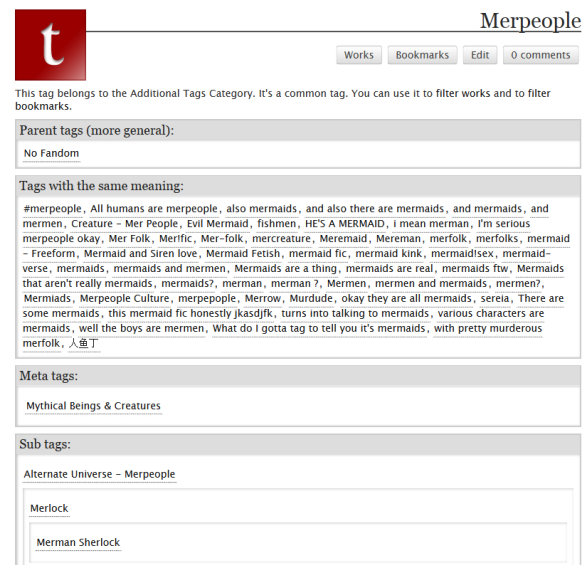 t
Merpeople
Works Bookmarks Edit 0 comments
This tag belongs to the Additional Tags Category. It's a common tag. You can use it to filter works and to filter
bookmarks.
Parent tags (more general):
No Fandom
Tags with the same meaning:
#merpeople, All humans are merpeople, also mermaids, and also there are mermaids, and mermaids, and
mermen, Creature – Mer People, Evil Mermaid, fishmen, HE'S A MERMAID, i mean merman, I'm serious
merpeople okay, Mer Folk, Mer!fic, Mer-folk, mercreature, Meremaid, Mereman, merfolk, merfolks, mermaid
– Freeform, Mermaid and Siren love, Mermaid Fetish, mermaid fic, mermaid kink, mermaid!sex, mermaid-
verse, mermaids, mermaids and mermen, Mermaids are a thing, mermaids are real, mermaids ftw, Mermaids
that aren't really mermaids, mermaids?, merman, merman ?, Mermen, mermen and mermaids, mermen?,
Mermiads, Merpeople Culture, merpepople, Merrow, Murdude, okay they are all mermaids, sereia, There are
some mermaids, this mermaid fic honestly jkasdjfk, turns into talking to mermaids, various characters are
mermaids, well the boys are mermen, What do I gotta tag to tell you it's mermaids, with pretty murderous
merfolk, 人鱼丁
Meta tags:
Mythical Beings & Creatures
Sub tags:
Alternate Universe – Merpeople
Merlock
Merman Sherlock